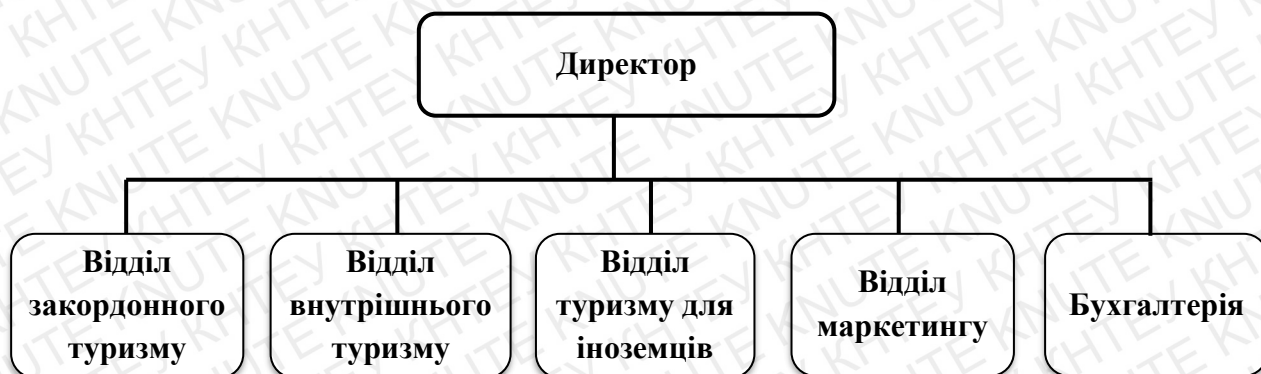 Директор
Відділ
закордонного
туризму
Відділ
внутрішнього
туризму
Відділ
туризму для
іноземців
Відділ
маркетингу
Бухгалтерія